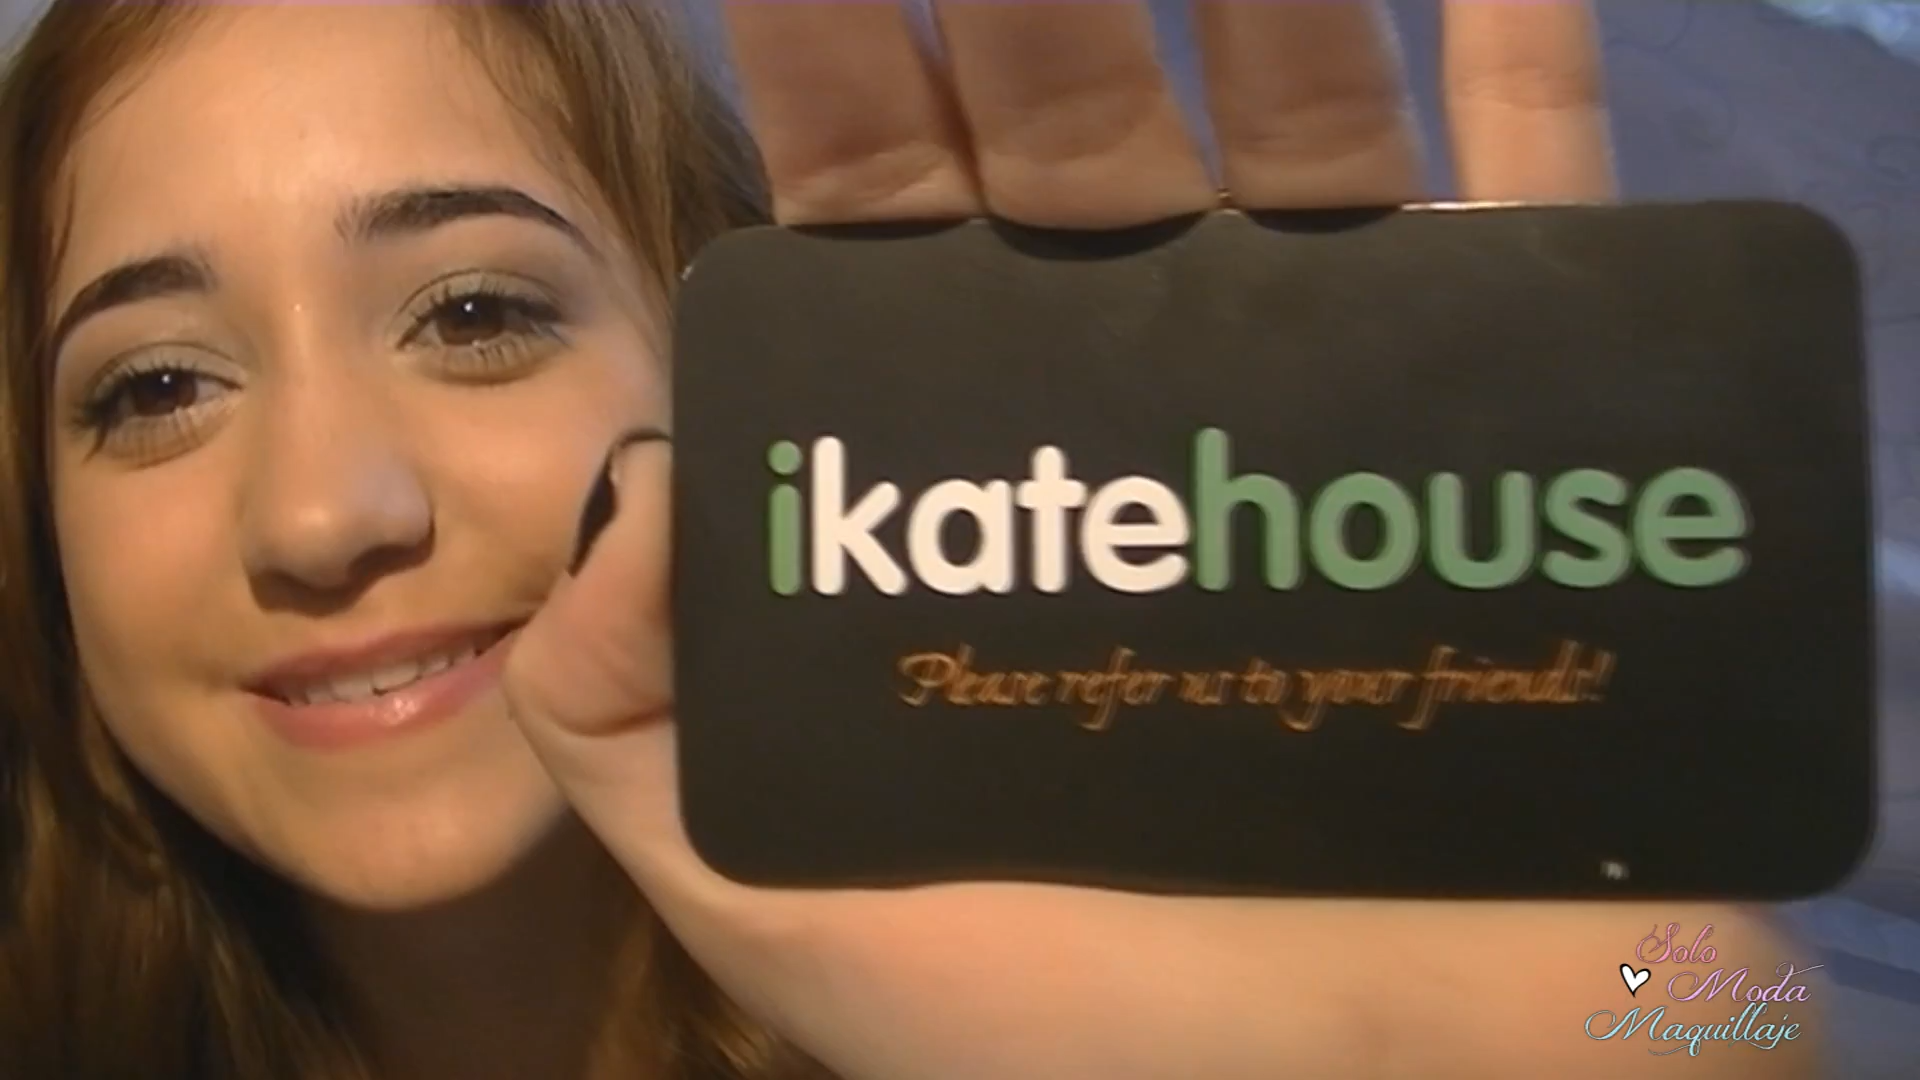 ikatehouse
Please refer us to your friends!
Solo
Moda
Maquillaje